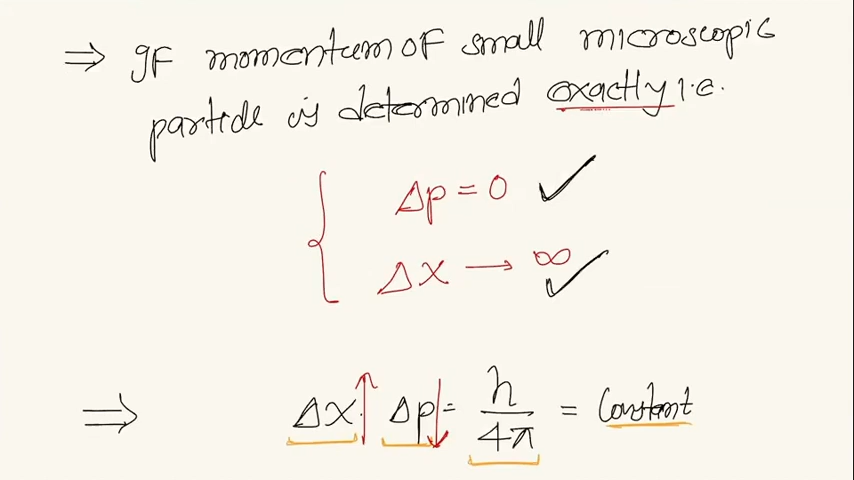 ⇒ If momentum of small microscopic
particle is determined exactly i.e.
Δp = 0 ✓
Δx → ∞ ✓
⇒ Δx↑ · Δp↓ = h/4π = Constant